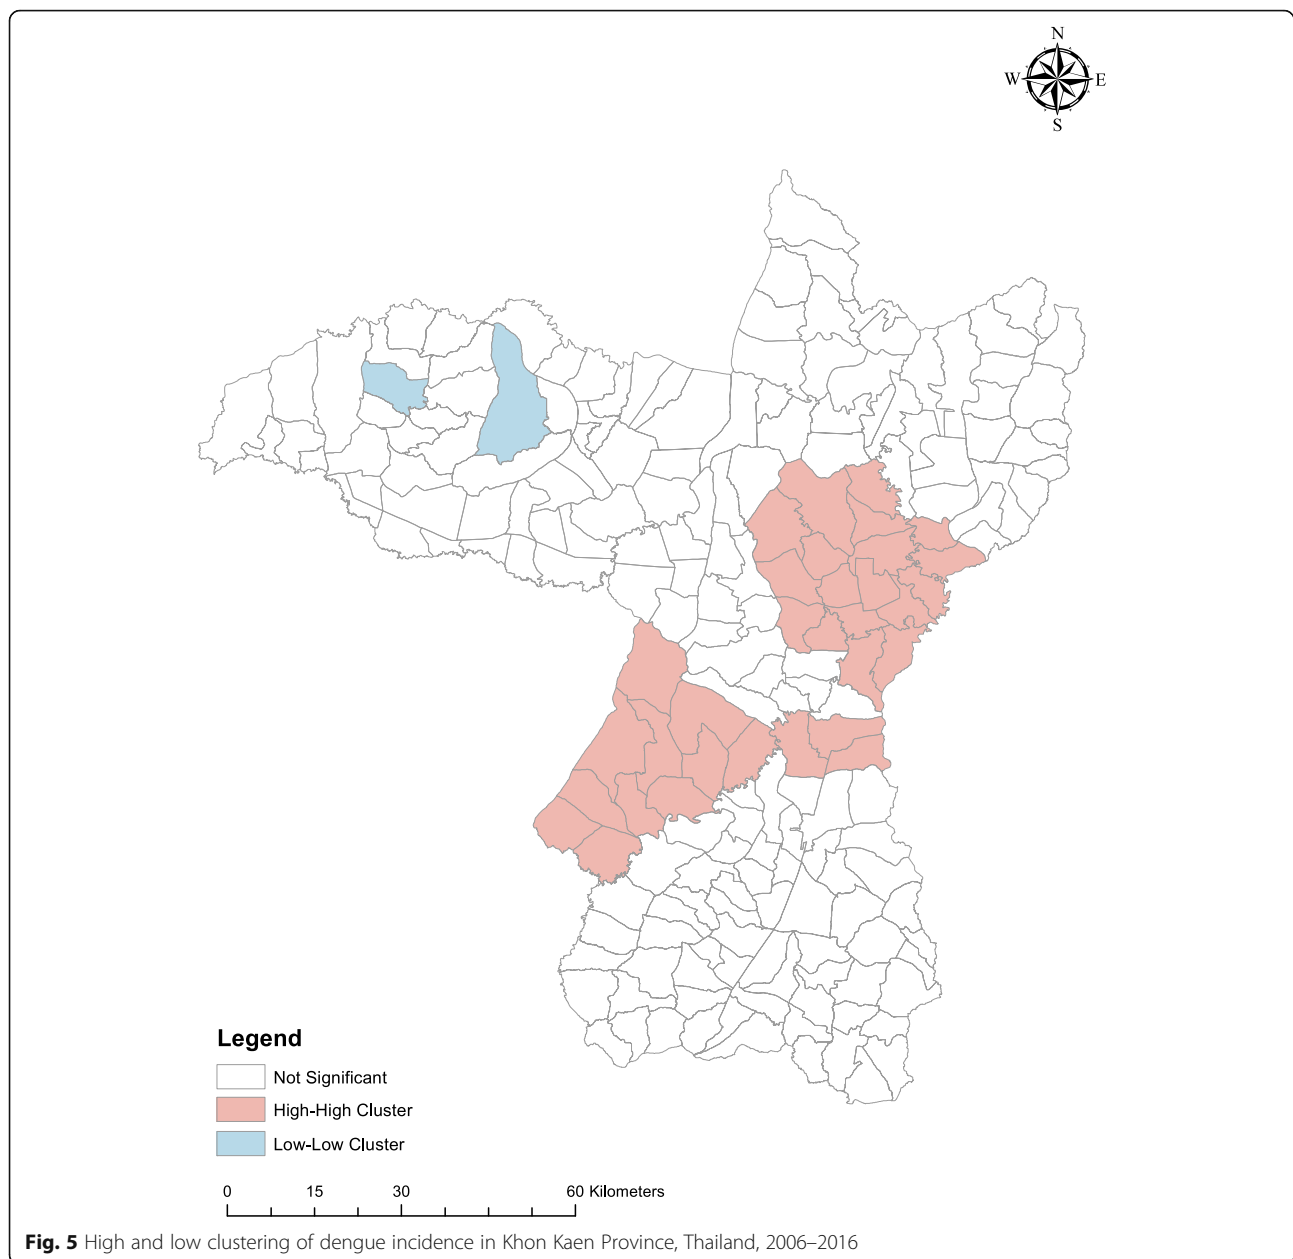 N
W E
S
Legend
Not Significant
High-High Cluster
Low-Low Cluster
0 15 30 60 Kilometers
Fig. 5 High and low clustering of dengue incidence in Khon Kaen Province, Thailand, 2006–2016